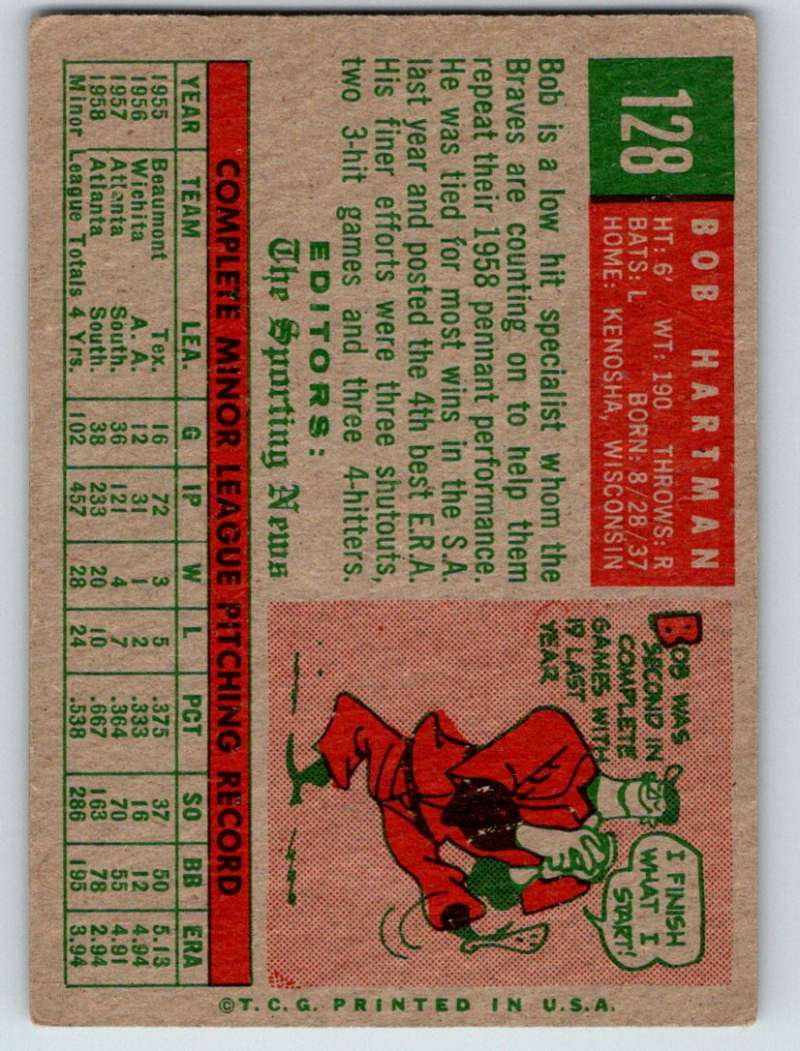 128
BOB HARTMAN
HT: 6' WT: 190 THROWS: R
BATS: L BORN: 8/28/37
HOME: KENOSHA, WISCONSIN
Bob is a low hit specialist whom the
Braves are counting on to help them
repeat their 1958 pennant performance.
He was tied for most wins in the S.A.
last year and posted the 4th best E.R.A.
His finer efforts were three shutouts,
two 3-hit games and three 4-hitters.
EDITORS:
The Sporting News
BOB WAS
SECOND IN
COMPLETE
GAMES WITH
19 LAST
YEAR
I FINISH
WHAT I
START!
COMPLETE MINOR LEAGUE PITCHING RECORD
YEAR TEAM LEA. G IP W L PCT SO BB ERA
1955 Beaumont Tex. 16 72 3 5 .375 37 50 5.13
1956 Wichita A. A. 12 31 1 2 .333 16 12 4.94
1957 Atlanta South. 36 121 4 7 .364 70 55 4.91
1958 Atlanta South. 38 233 20 10 .667 163 78 2.94
Minor League Totals 4 Yrs. 102 457 28 24 .538 286 195 3.94
©T.C.G. PRINTED IN U.S.A.